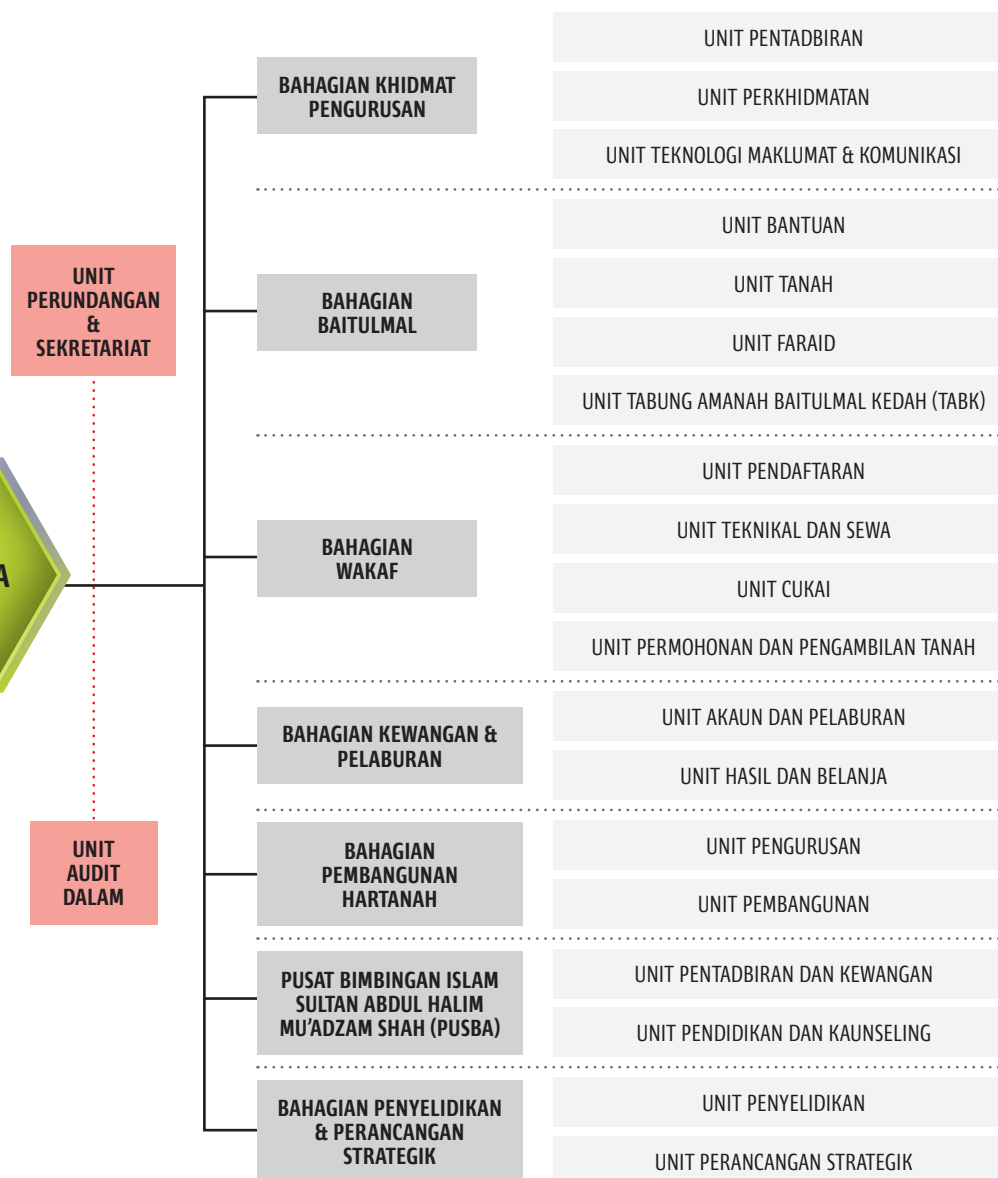 A
UNIT
PERUNDANGAN
&
SEKRETARIAT
UNIT
AUDIT
DALAM
BAHAGIAN KHIDMAT
PENGURUSAN
UNIT PENTADBIRAN
UNIT PERKHIDMATAN
UNIT TEKNOLOGI MAKLUMAT & KOMUNIKASI
BAHAGIAN
BAITULMAL
UNIT BANTUAN
UNIT TANAH
UNIT FARAID
UNIT TABUNG AMANAH BAITULMAL KEDAH (TABK)
BAHAGIAN
WAKAF
UNIT PENDAFTARAN
UNIT TEKNIKAL DAN SEWA
UNIT CUKAI
UNIT PERMOHONAN DAN PENGAMBILAN TANAH
BAHAGIAN KEWANGAN &
PELABURAN
UNIT AKAUN DAN PELABURAN
UNIT HASIL DAN BELANJA
BAHAGIAN
PEMBANGUNAN
HARTANAH
UNIT PENGURUSAN
UNIT PEMBANGUNAN
PUSAT BIMBINGAN ISLAM
SULTAN ABDUL HALIM
MU’ADZAM SHAH (PUSBA)
UNIT PENTADBIRAN DAN KEWANGAN
UNIT PENDIDIKAN DAN KAUNSELING
BAHAGIAN PENYELIDIKAN
& PERANCANGAN
STRATEGIK
UNIT PENYELIDIKAN
UNIT PERANCANGAN STRATEGIK